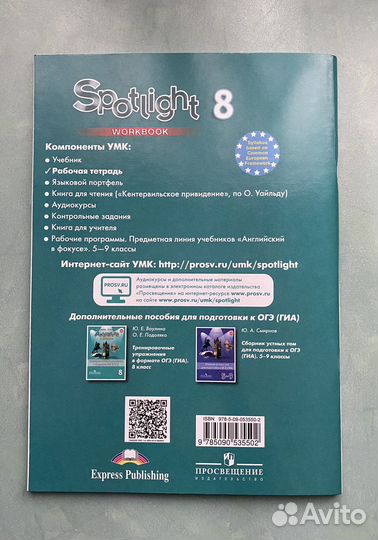 Spotlight 8
WORKBOOK
Компоненты УМК:
• Учебник
✓ Рабочая тетрадь
• Языковой портфель
• Книга для чтения («Кентервильское привидение», по О. Уайльду)
• Аудиокурсы
• Контрольные задания
• Книга для учителя
• Рабочие программы. Предметная линия учебников «Английский
в фокусе». 5—9 классы
Syllabus
based on
Common
European
Framework
Интернет-сайт УМК: http://prosv.ru/umk/spotlight
PROSV.RU
Аудиокурсы и дополнительные материалы
размещены в электронном каталоге издательства
«Просвещение» на интернет-ресурсе www.prosv.ru
на сайте www.prosv.ru/umk/spotlight
Дополнительные пособия для подготовки к ОГЭ (ГИА)
Ю. Е. Ваулина
О. Е. Подоляко
Тренировочные
упражнения
в формате ОГЭ (ГИА),
8 класс
8
Ю. А. Смирнов
Сборник устных тем
для подготовки к ОГЭ
(ГИА), 5–9 классы
5–9
ISBN 978-5-09-053550-2
9 785090 535502
Express Publishing
ПРОСВЕЩЕНИЕ
ИЗДАТЕЛЬСТВО
Avito